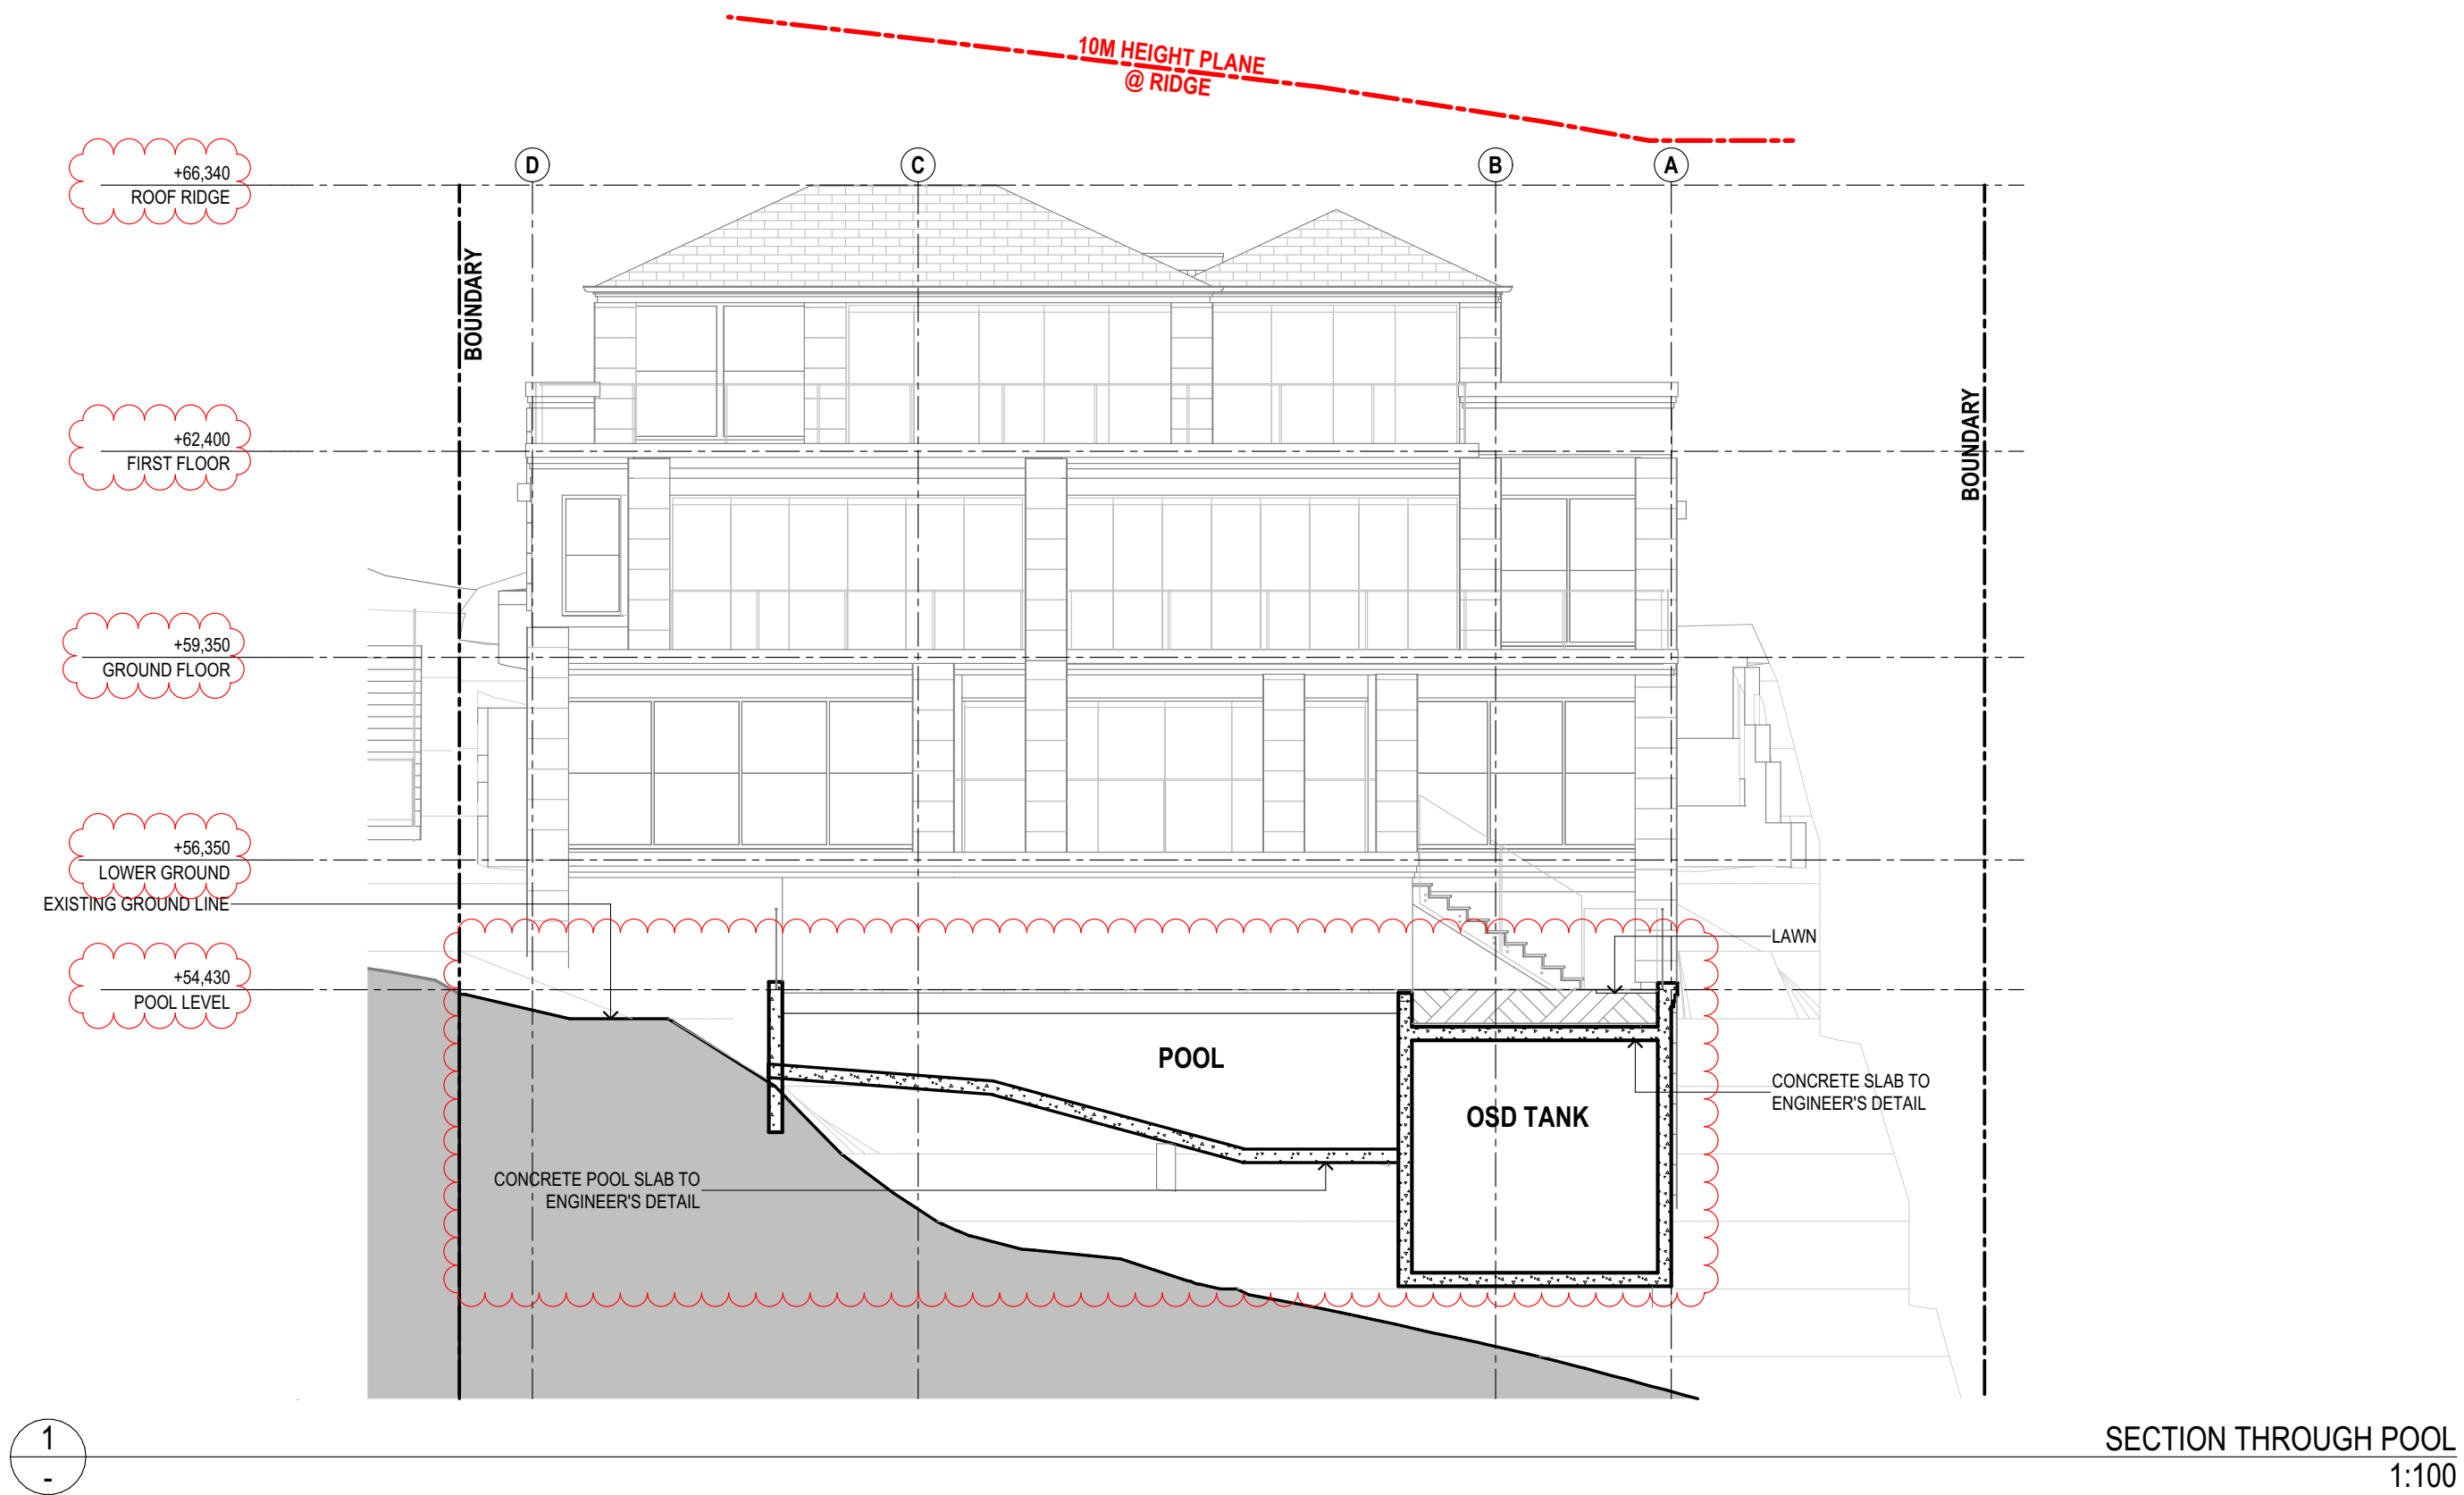 10M HEIGHT PLANE
@ RIDGE
D
C
B
A
+66,340
ROOF RIDGE
BOUNDARY
BOUNDARY
+62,400
FIRST FLOOR
+59,350
GROUND FLOOR
+56,350
LOWER GROUND
EXISTING GROUND LINE
LAWN
+54,430
POOL LEVEL
POOL
OSD TANK
CONCRETE SLAB TO
ENGINEER'S DETAIL
CONCRETE POOL SLAB TO
ENGINEER'S DETAIL
1
-
SECTION THROUGH POOL
1:100